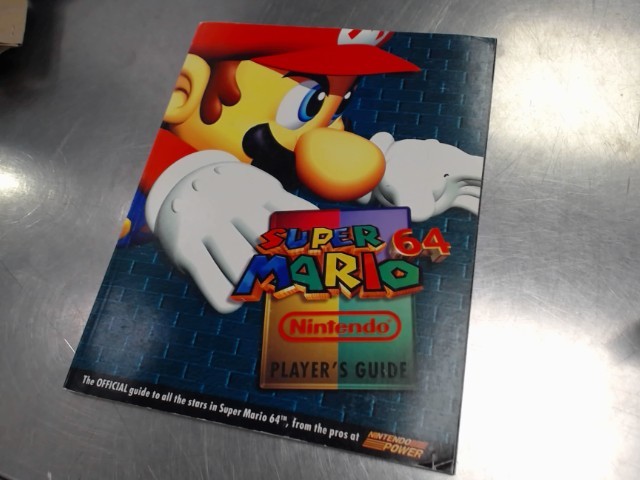 SUPER
MARIO 64
Nintendo®
PLAYER'S GUIDE
The OFFICIAL guide to all the stars in Super Mario 64™, from the pros at
NINTENDO
POWER